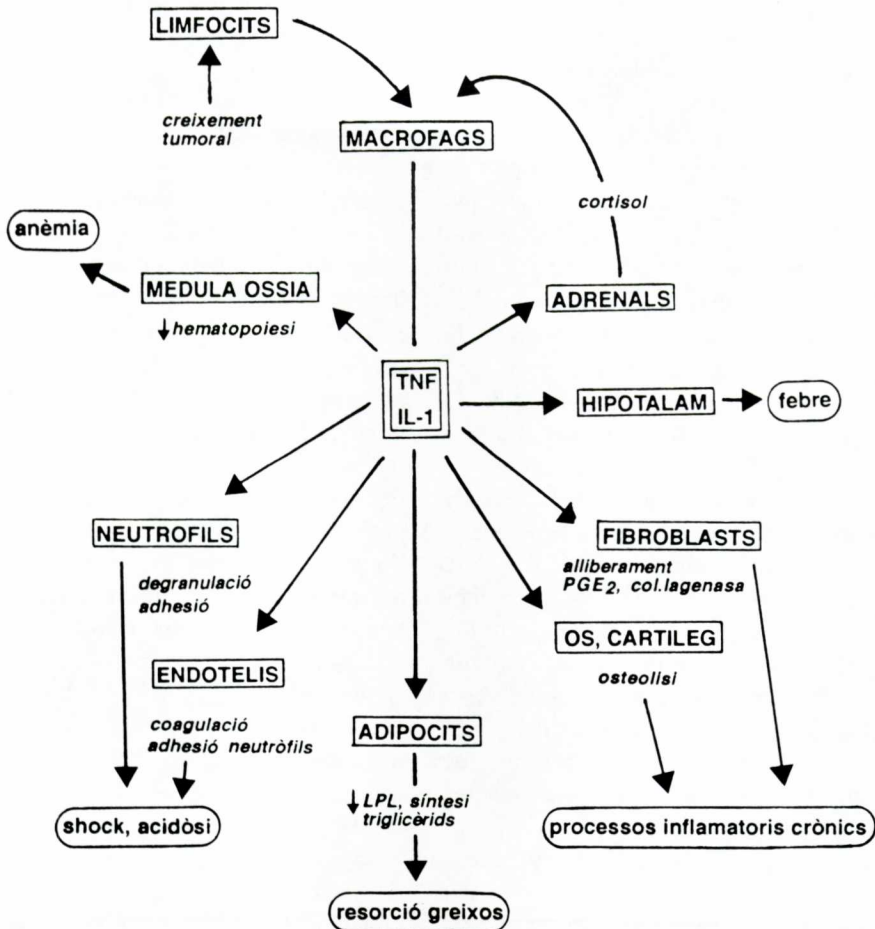 LIMFOCITS
creixement
tumoral
MACROFAGS
cortisol
anèmia
MEDULA OSSIA
↓ hematopoiesi
ADRENALS
TNF
IL-1
HIPOTALAM
febre
NEUTROFILS
degranulació
adhesió
FIBROBLASTS
alliberament
PGE2, col.lagenasa
OS, CARTILEG
osteolisi
ENDOTELIS
coagulació
adhesió neutròfils
ADIPOCITS
↓ LPL, síntesi
triglicèrids
shock, acidòsi
processos inflamatoris crònics
resorció greixos